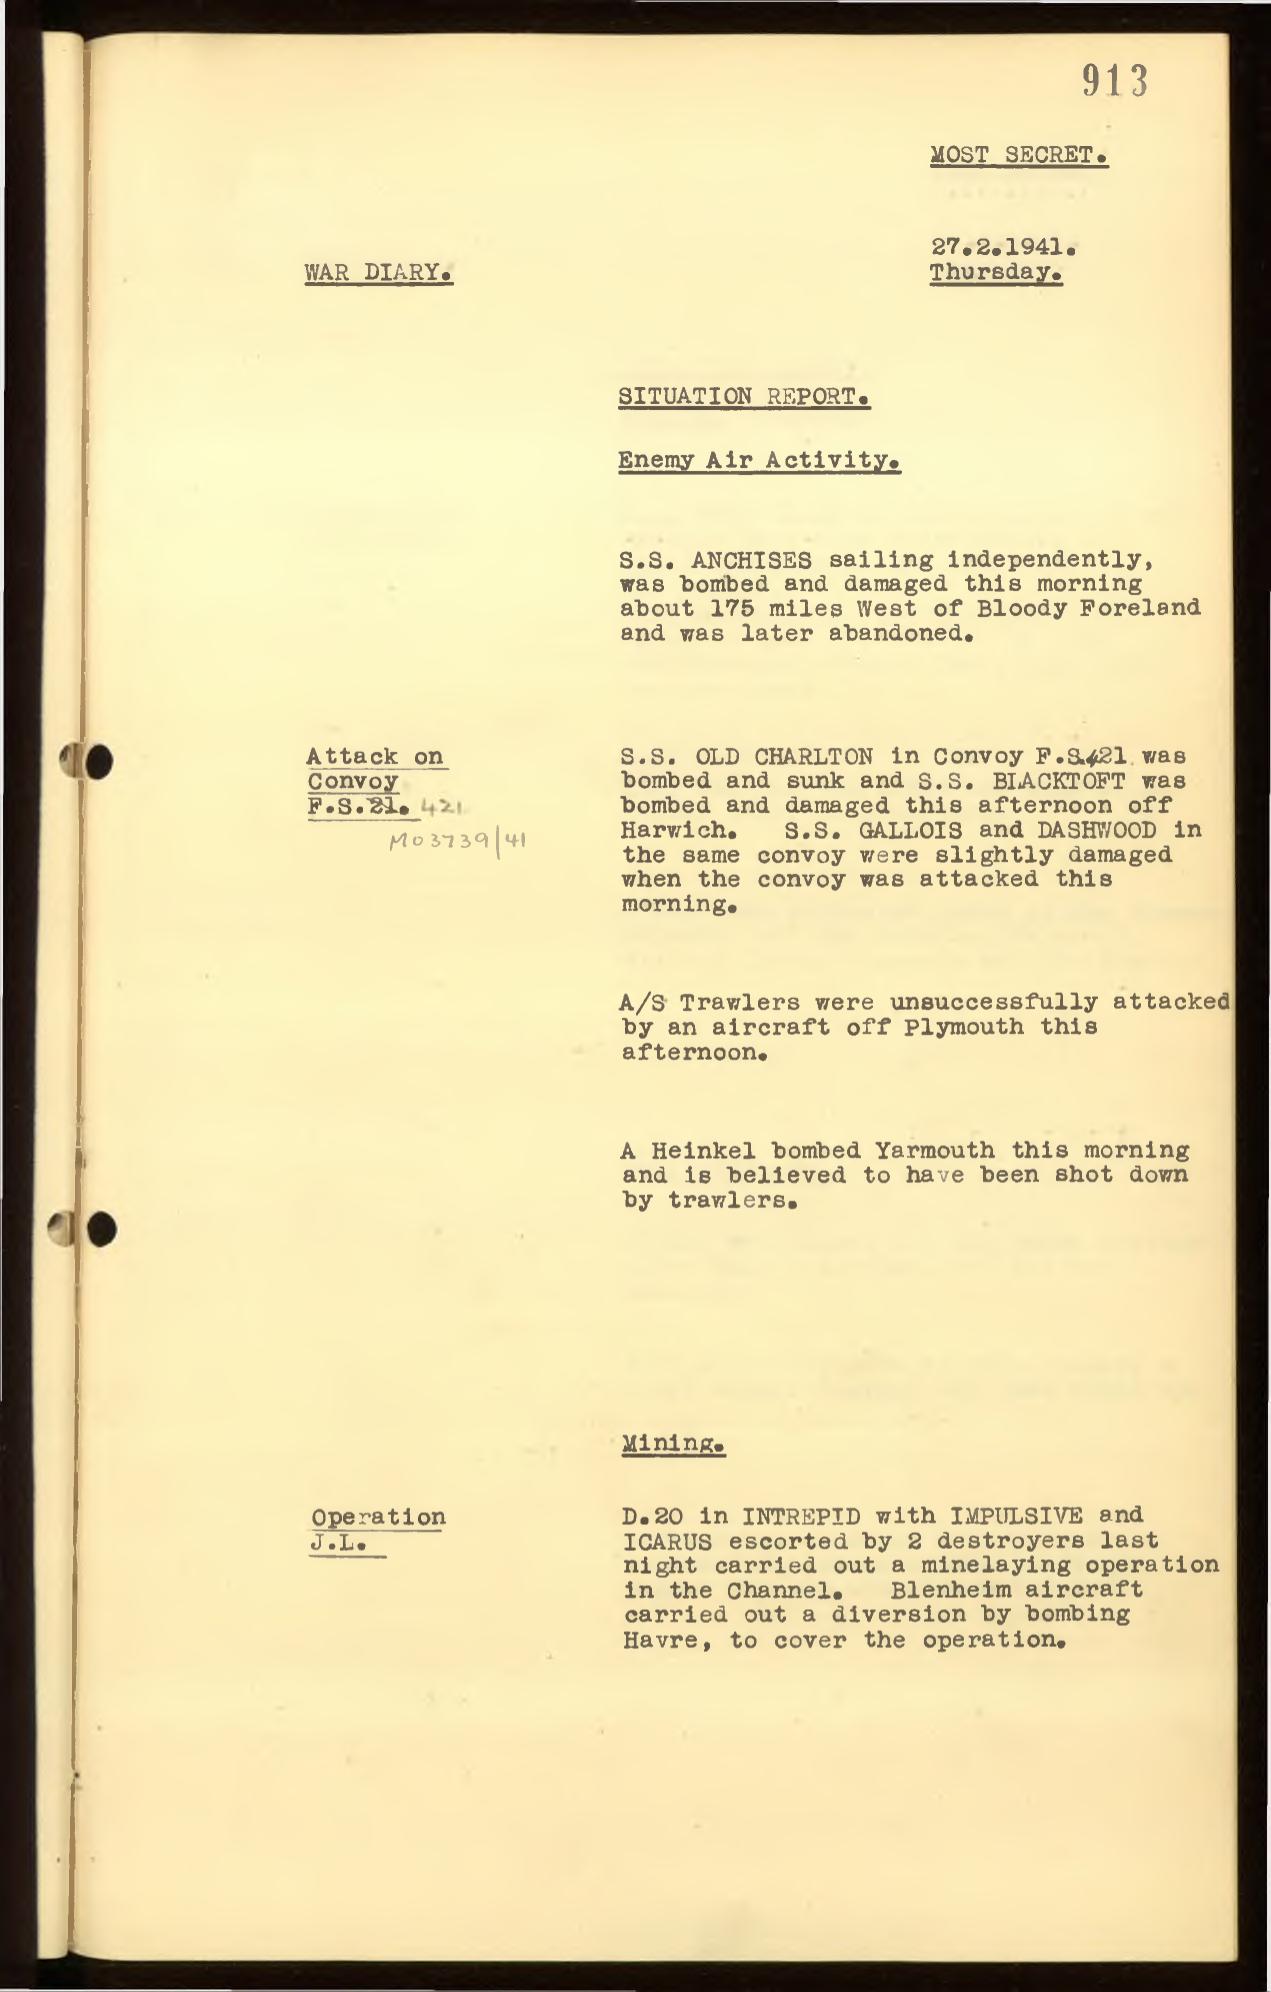 913
MOST SECRET.
27.2.1941.
Thursday.
WAR DIARY.
SITUATION REPORT.
Enemy Air Activity.
S.S. ANCHISES sailing independently,
was bombed and damaged this morning
about 175 miles West of Bloody Foreland
and was later abandoned.
Attack on
Convoy
F.S.21. 421
M03739/41
S.S. OLD CHARLTON in Convoy F.S.421 was
bombed and sunk and S.S. BLACKTOFT was
bombed and damaged this afternoon off
Harwich. S.S. GALLOIS and DASHWOOD in
the same convoy were slightly damaged
when the convoy was attacked this
morning.
A/S Trawlers were unsuccessfully attacked
by an aircraft off Plymouth this
afternoon.
A Heinkel bombed Yarmouth this morning
and is believed to have been shot down
by trawlers.
Mining.
Operation
J.L.
D.20 in INTREPID with IMPULSIVE and
ICARUS escorted by 2 destroyers last
night carried out a minelaying operation
in the Channel. Blenheim aircraft
carried out a diversion by bombing
Havre, to cover the operation.